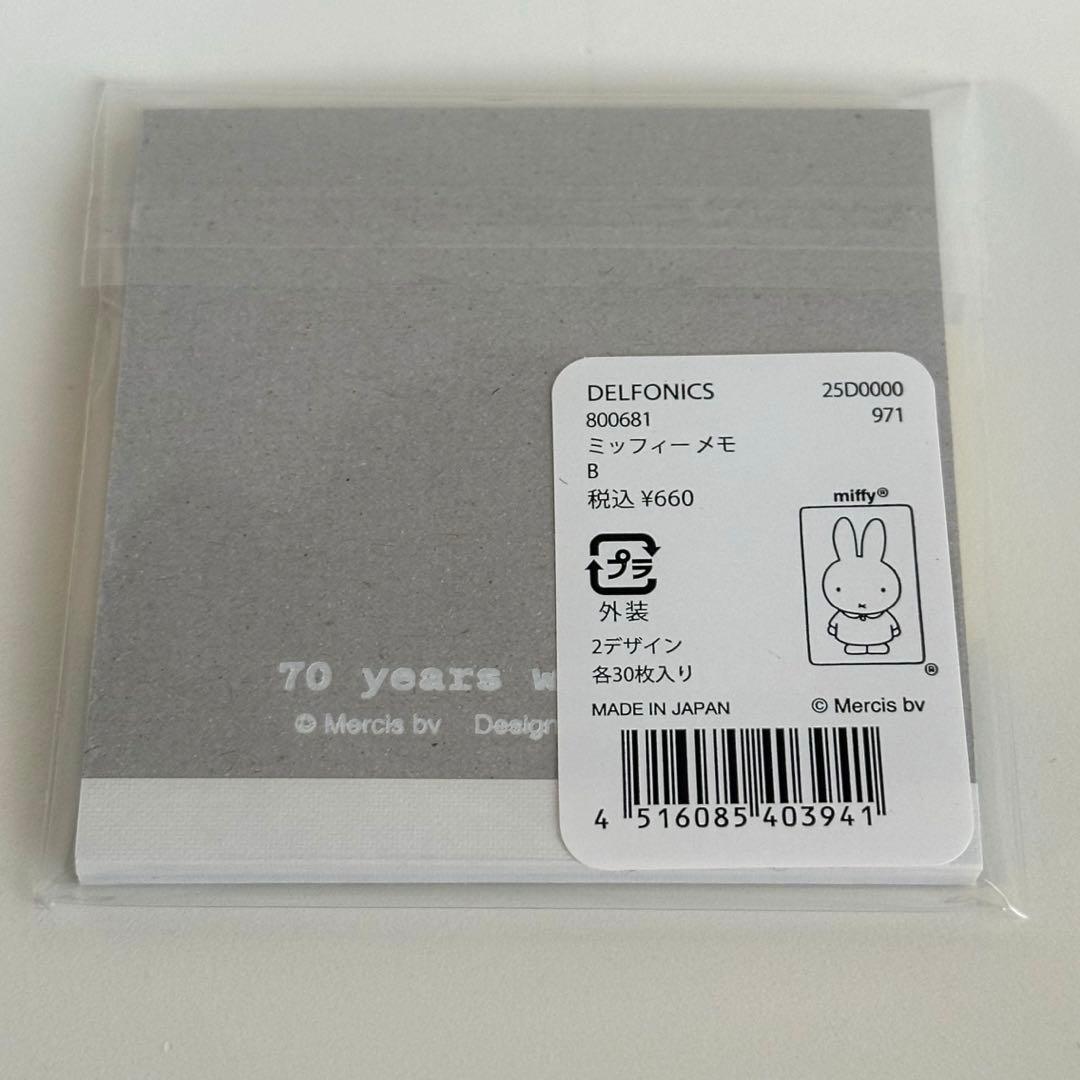 DELFONICS 25D0000
800681 971
ミッフィー メモ
B
税込 ¥660
miffy®
プラ
外装
2デザイン
各30枚入り
®
MADE IN JAPAN © Mercis bv
4 516085 403941
70 years
© Mercis bv Design